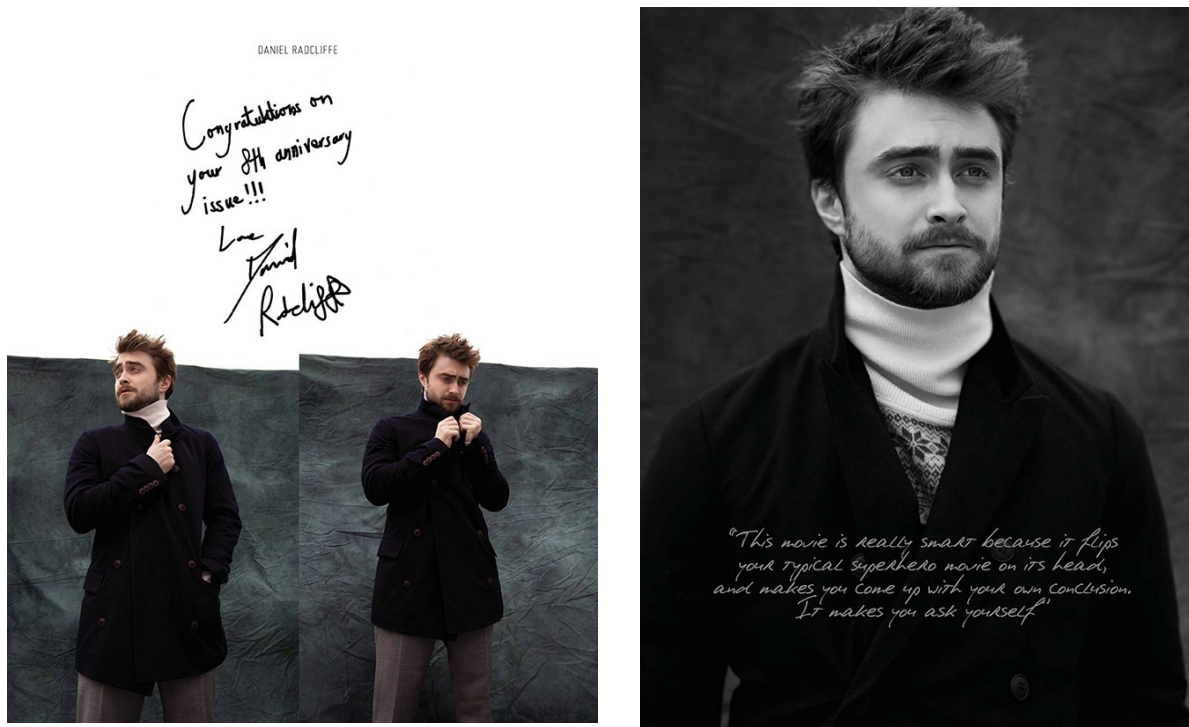 DANIEL RADCLIFFE
Congratulations on
your 8th anniversary
issue!!!
Love
Daniel
Radcliffe
"This movie is really smart because it flips
your typical superhero movie on its head,
and makes you come up with your own conclusion.
It makes you ask yourself"